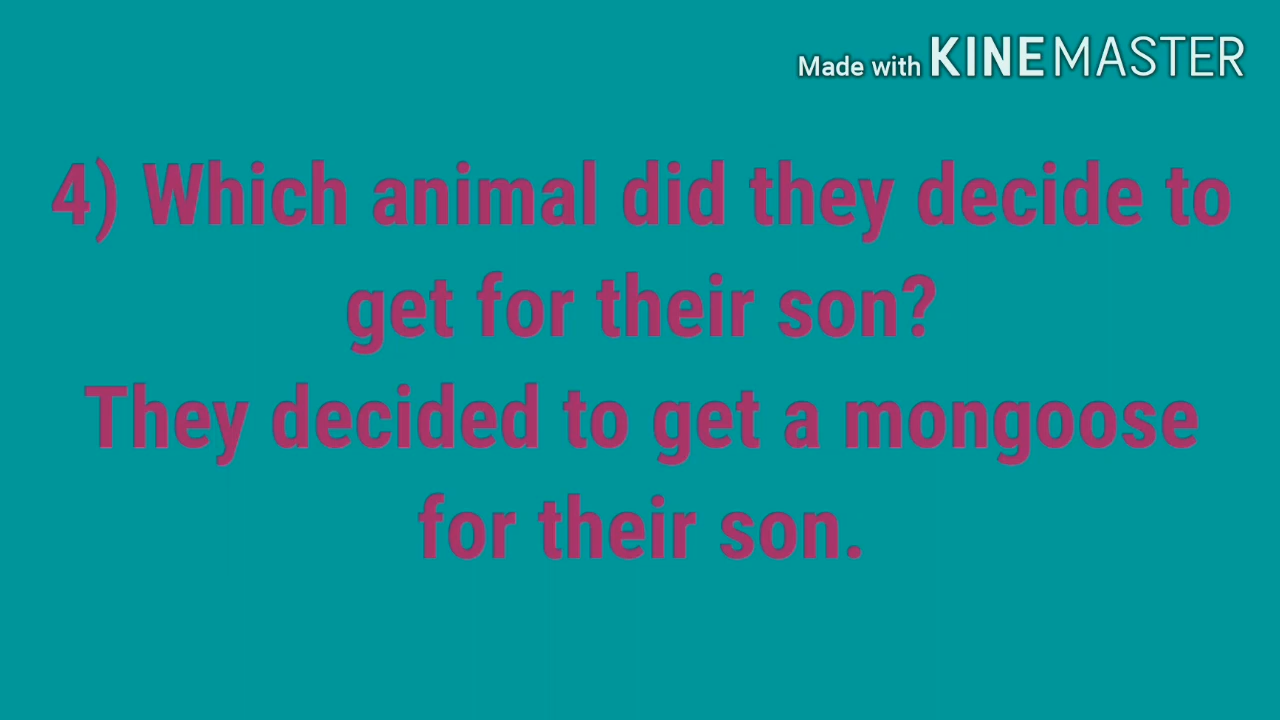 Made with KINEMASTER
4) Which animal did they decide to
get for their son?
They decided to get a mongoose
for their son.